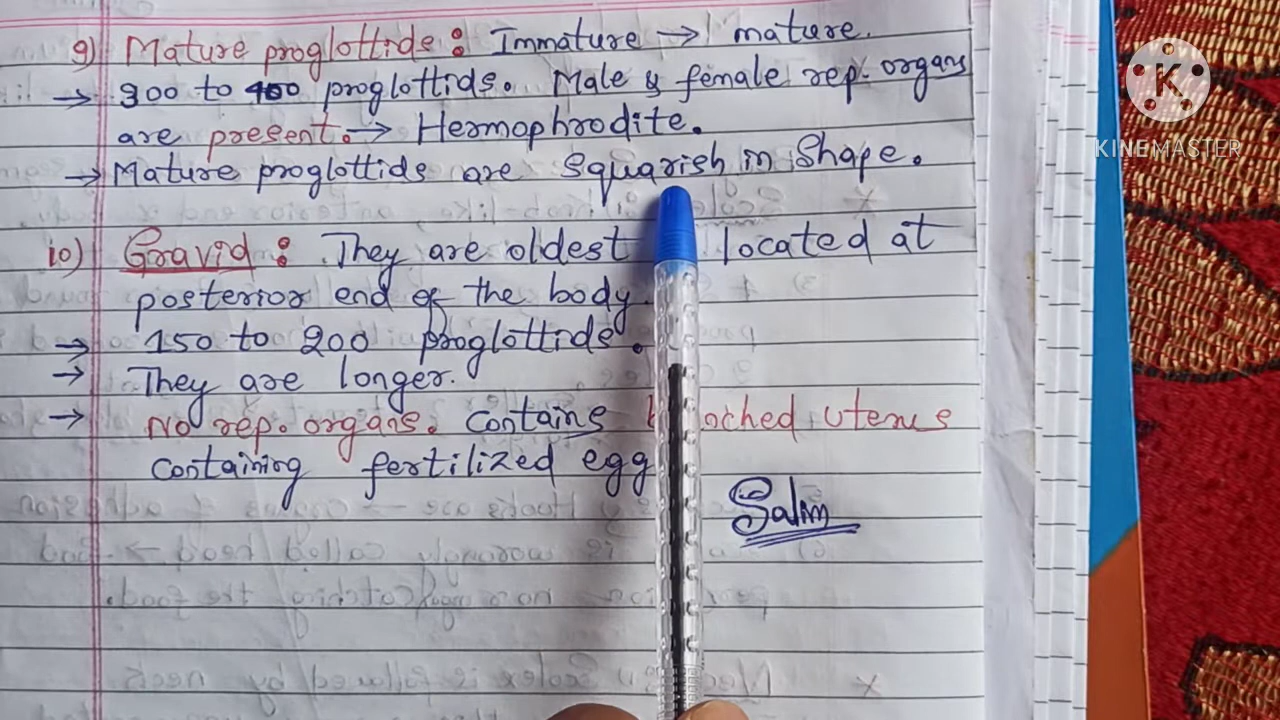 9) Mature proglottide: Immature → mature.
→ 300 to 400 proglottids. Male & female rep. organs
are present. → Hermophrodite.
→ Mature proglottids are Squarish in Shape.
10) Gravid: They are oldest located at
posterior end of the body.
→ 150 to 200 proglottide.
→ They are longer.
→ No rep. organs. Contains uterus
containing fertilized egg
Salim
K
KINEMASTER